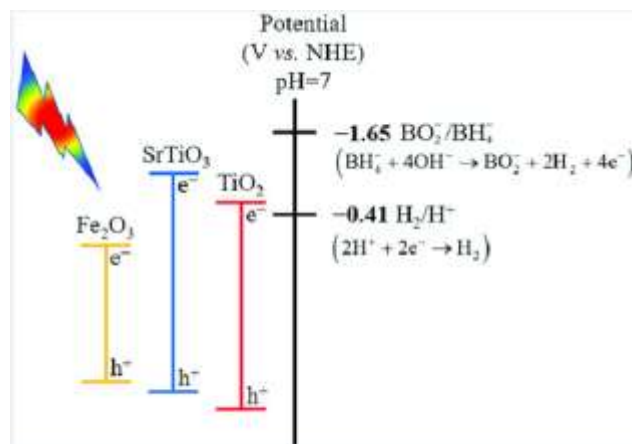 Potential
(V vs. NHE)
pH=7
−1.65 BO₂⁻/BH₄⁻
(BH₄⁻ + 4OH⁻ → BO₂⁻ + 2H₂ + 4e⁻)
SrTiO₃
e⁻
TiO₂
e⁻
−0.41 H₂/H⁺
(2H⁺ + 2e⁻ → H₂)
Fe₂O₃
e⁻
h⁺
h⁺
h⁺